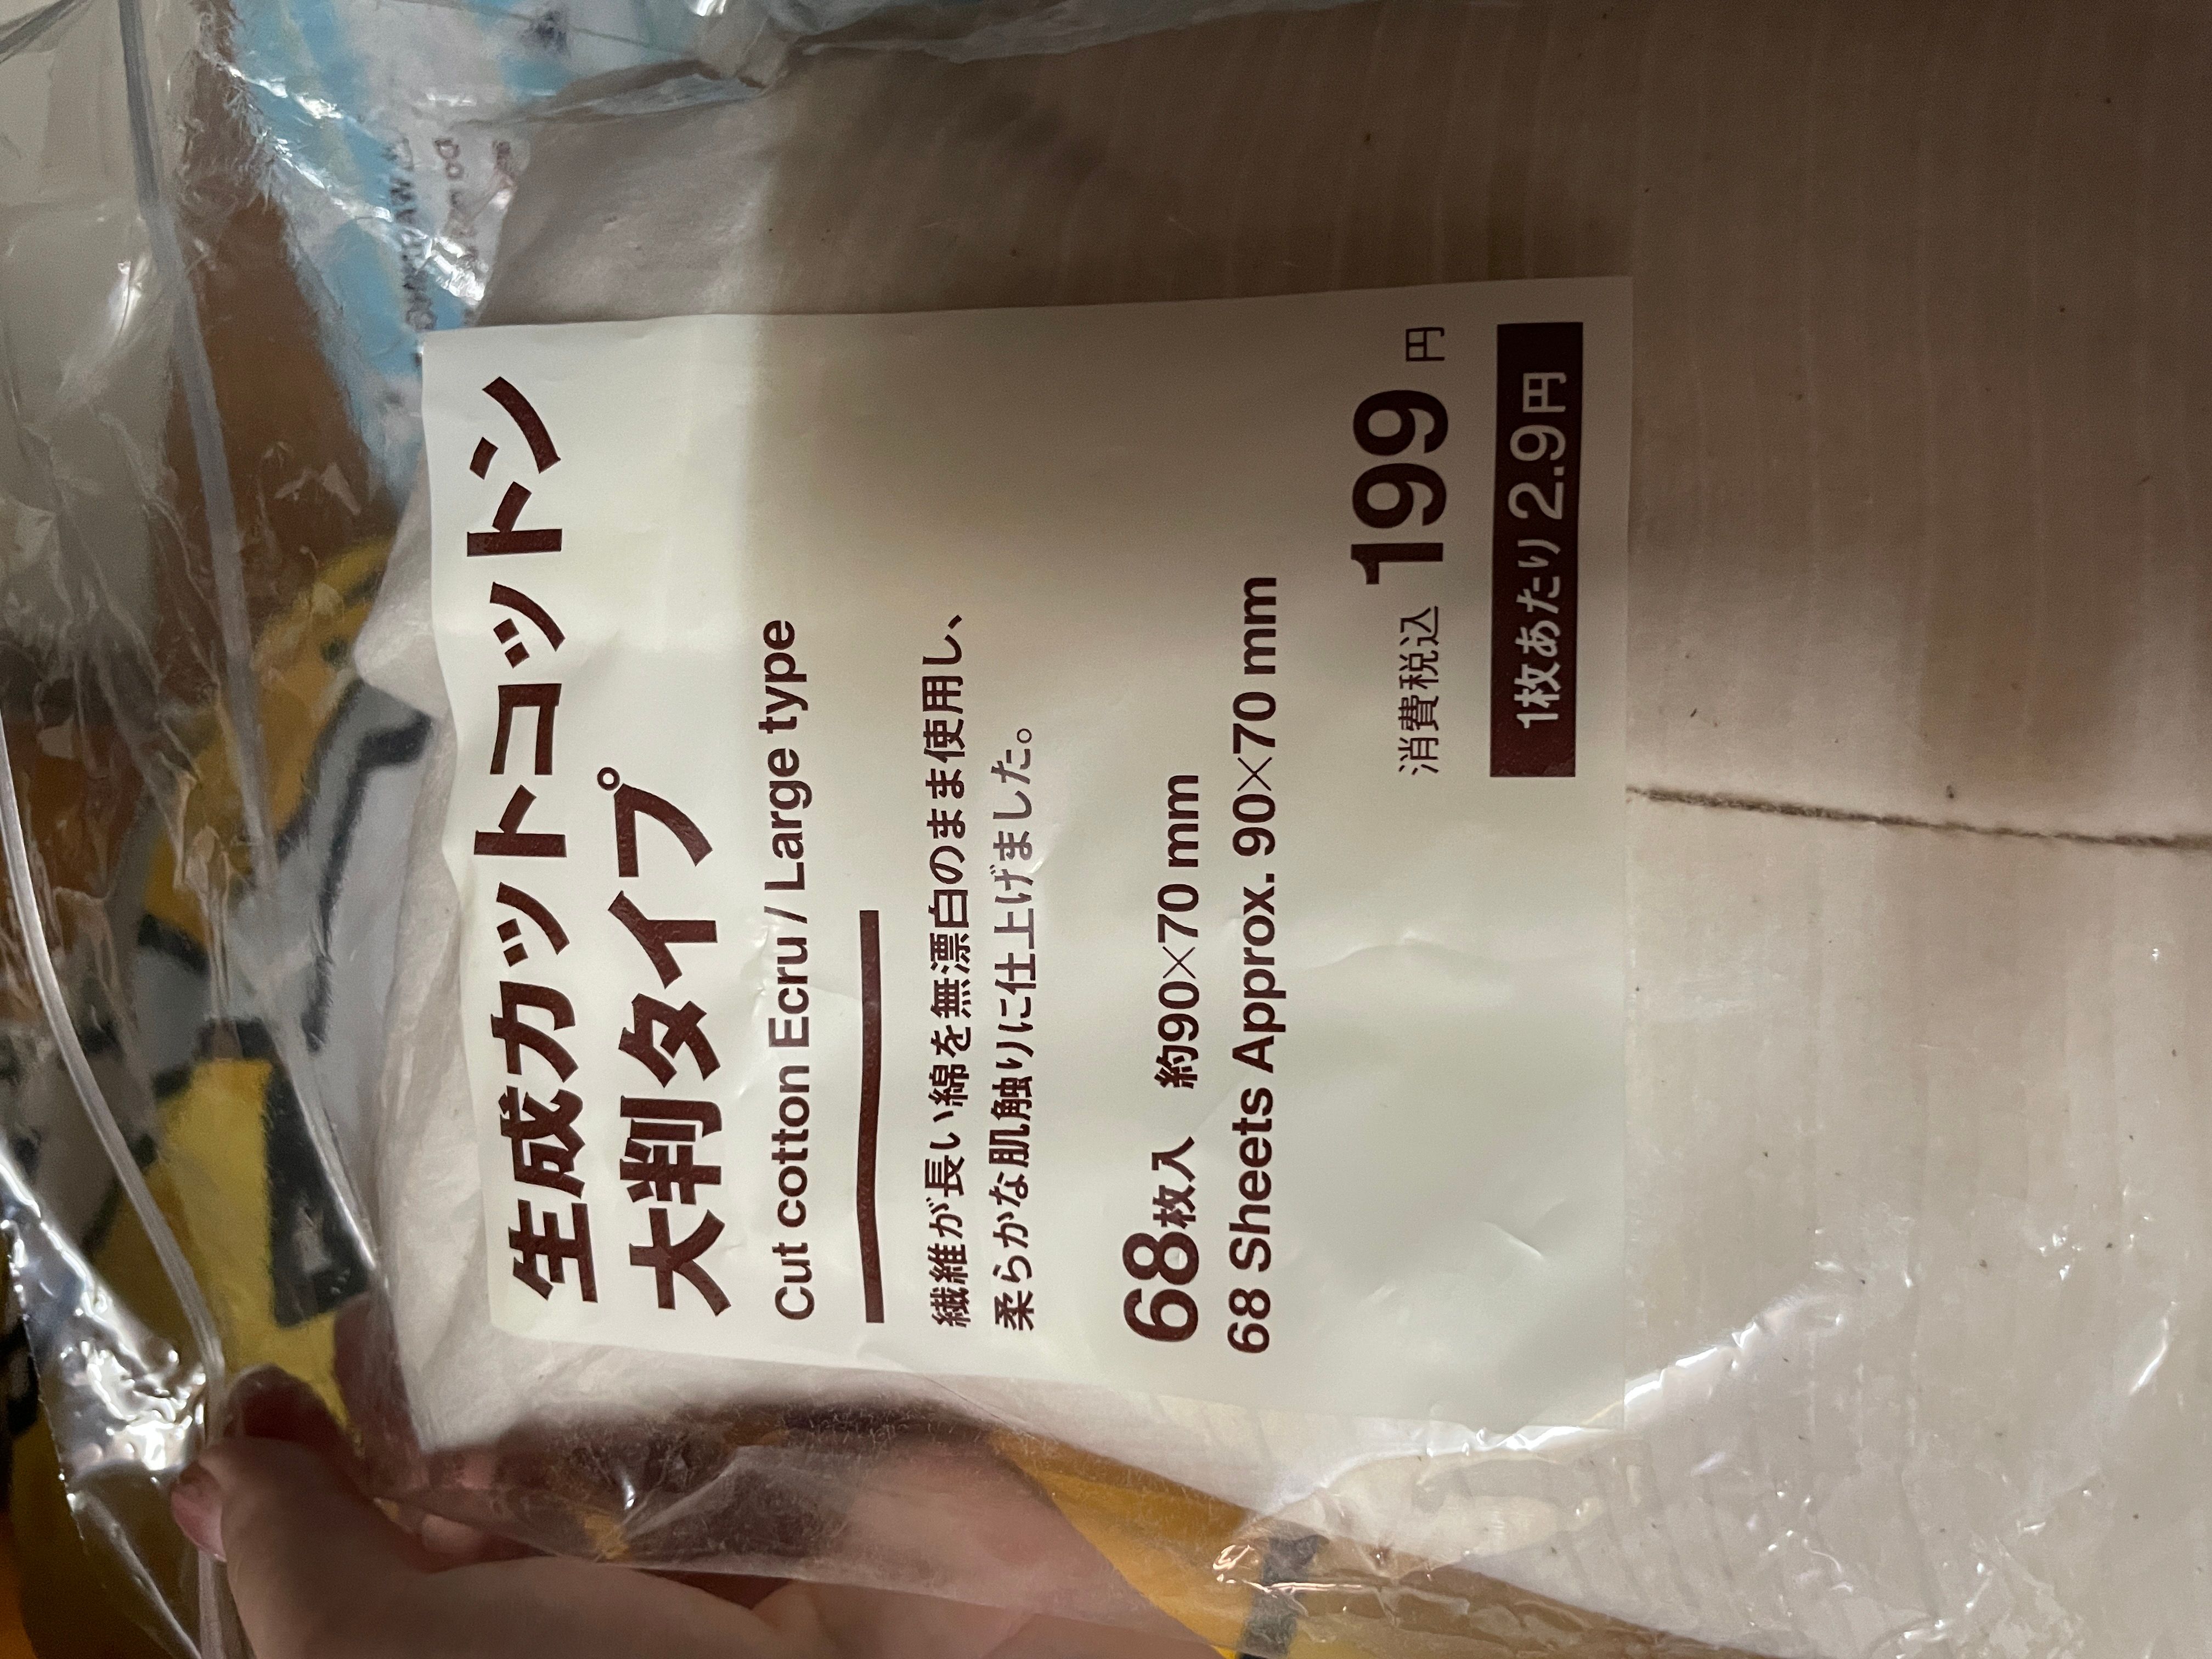 生成カットコットン
大判タイプ
Cut cotton Ecru / Large type
繊維が長い綿を無漂白のまま使用し、
柔らかな肌触りに仕上げました。
68枚入 約90×70 mm
68 Sheets Approx. 90×70 mm
消費税込 199 円
1枚あたり 2.9円